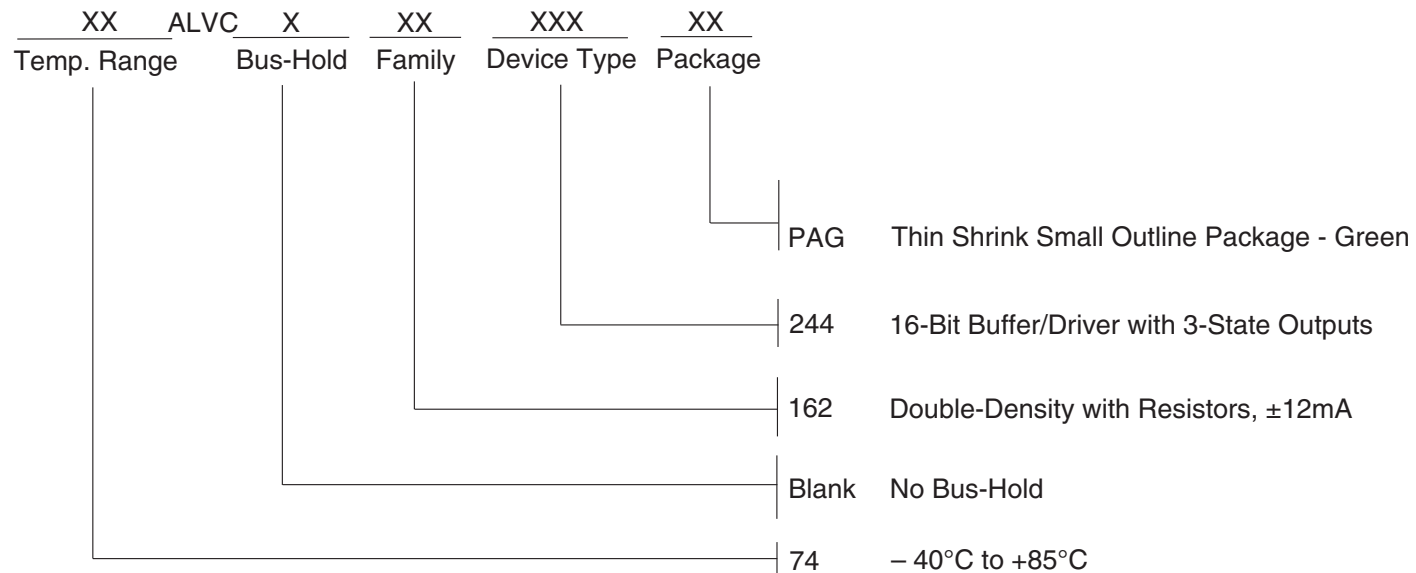 XX ALVC X XX XXX XX
Temp. Range Bus-Hold Family Device Type Package
PAG Thin Shrink Small Outline Package - Green
244 16-Bit Buffer/Driver with 3-State Outputs
162 Double-Density with Resistors, ±12mA
Blank No Bus-Hold
74 – 40°C to +85°C